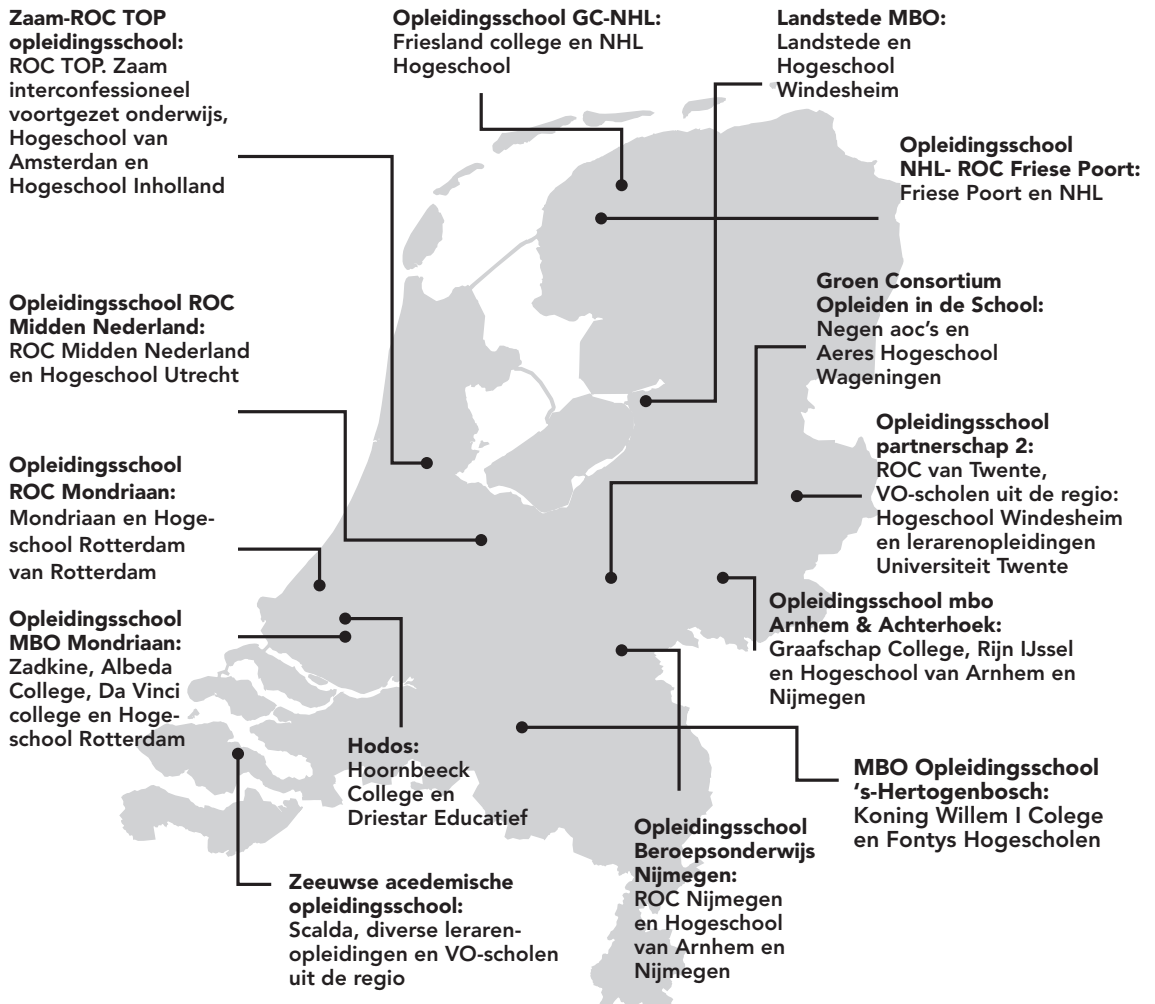 Zaam-ROC TOP
opleidingsschool:
ROC TOP. Zaam
interconfessioneel
voortgezet onderwijs,
Hogeschool van
Amsterdan en
Hogeschool Inholland
Opleidingsschool GC-NHL:
Friesland college en NHL
Hogeschool
Landstede MBO:
Landstede en
Hogeschool
Windesheim
Opleidingsschool
NHL- ROC Friese Poort:
Friese Poort en NHL
Opleidingsschool ROC
Midden Nederland:
ROC Midden Nederland
en Hogeschool Utrecht
Groen Consortium
Opleiden in de School:
Negen aoc’s en
Aeres Hogeschool
Wageningen
Opleidingsschool
partnerschap 2:
ROC van Twente,
VO-scholen uit de regio:
Hogeschool Windesheim
en lerarenopleidingen
Universiteit Twente
Opleidingsschool
ROC Mondriaan:
Mondriaan en Hoge-
school Rotterdam
van Rotterdam
Opleidingsschool
MBO Mondriaan:
Zadkine, Albeda
College, Da Vinci
college en Hoge-
school Rotterdam
Opleidingsschool mbo
Arnhem & Achterhoek:
Graafschap College, Rijn IJssel
en Hogeschool van Arnhem en
Nijmegen
Hodos:
Hoornbeeck
College en
Driestar Educatief
MBO Opleidingsschool
‘s-Hertogenbosch:
Koning Willem I Colege
en Fontys Hogescholen
Opleidingsschool
Beroepsonderwijs
Nijmegen:
ROC Nijmegen
en Hogeschool
van Arnhem en
Nijmegen
Zeeuwse acedemische
opleidingsschool:
Scalda, diverse leraren-
opleidingen en VO-scholen
uit de regio